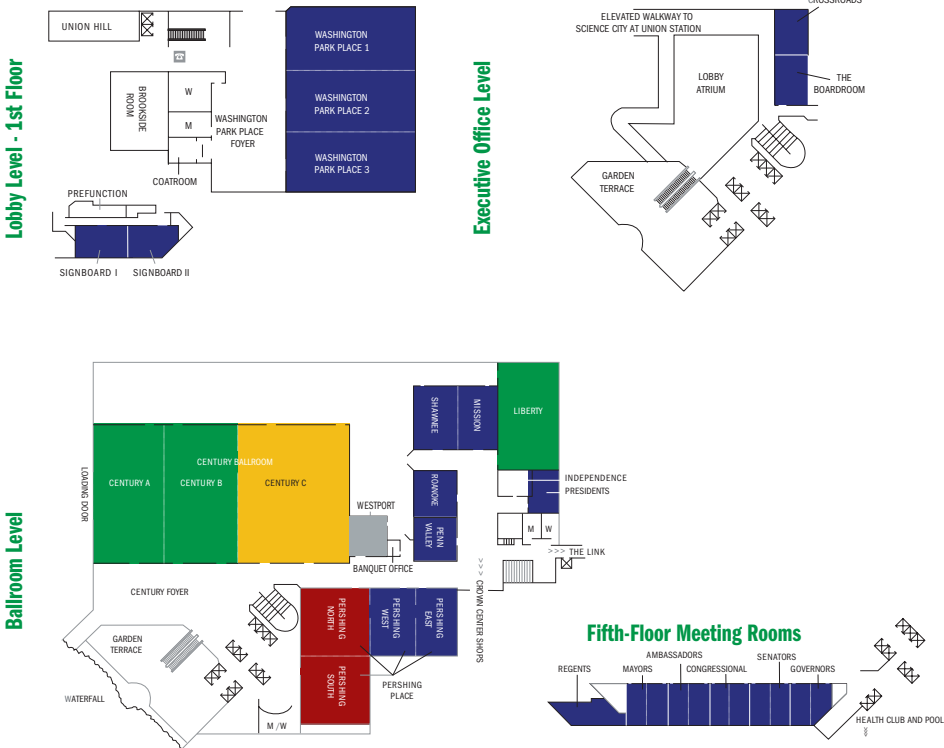 Lobby Level - 1st Floor
UNION HILL
WASHINGTON
PARK PLACE 1
WASHINGTON
PARK PLACE 2
WASHINGTON
PARK PLACE 3
BROOKSIDE
ROOM
W
M
WASHINGTON
PARK PLACE
FOYER
COATROOM
PREFUNCTION
SIGNBOARD I
SIGNBOARD II
Executive Office Level
CROSSROADS
ELEVATED WALKWAY TO
SCIENCE CITY AT UNION STATION
LOBBY
ATRIUM
THE
BOARDROOM
GARDEN
TERRACE
Ballroom Level
LOADING DOOR
CENTURY BALLROOM
CENTURY A
CENTURY B
CENTURY C
SHAWNEE
MISSION
LIBERTY
ROANOKE
PENN
VALLEY
INDEPENDENCE
PRESIDENTS
WESTPORT
BANQUET OFFICE
M
W
>>> THE LINK
>>> CROWN CENTER SHOPS
CENTURY FOYER
PERSHING
NORTH
PERSHING
WEST
PERSHING
EAST
PERSHING
SOUTH
PERSHING
PLACE
GARDEN
TERRACE
WATERFALL
M / W
Fifth-Floor Meeting Rooms
REGENTS
MAYORS
AMBASSADORS
CONGRESSIONAL
SENATORS
GOVERNORS
HEALTH CLUB AND POOL
>>>